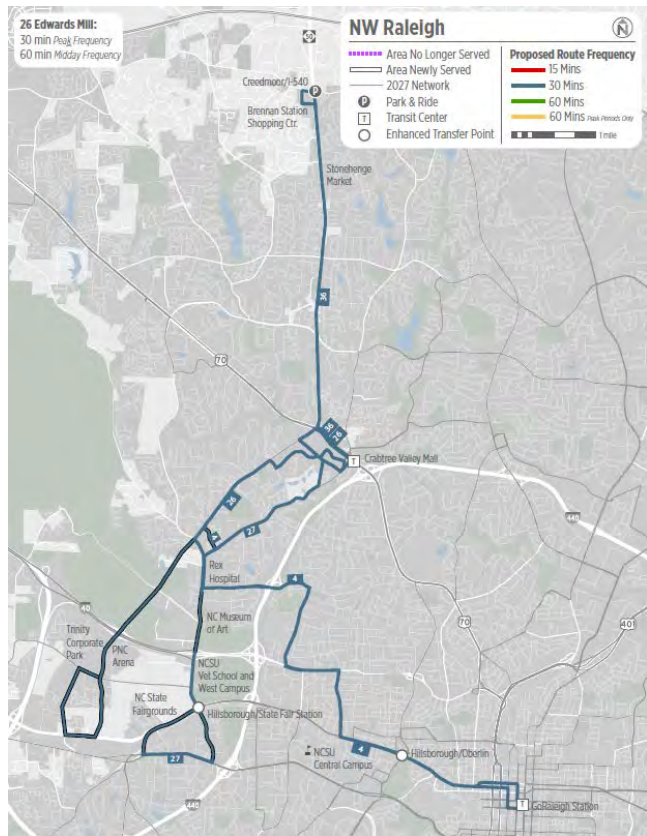 26 Edwards Mill:
30 min Peak Frequency
60 min Midday Frequency
NW Raleigh
N
Area No Longer Served
Area Newly Served
2027 Network
P Park & Ride
T Transit Center
Enhanced Transfer Point
Proposed Route Frequency
15 Mins
30 Mins
60 Mins
60 Mins Peak Periods Only
1 mile
50
Creedmoor/I-540
P
Brennan Station
Shopping Ctr.
Stonehenge
Market
36
70
36
26
T
Crabtree Valley Mall
26
4
27
440
Rex
Hospital
4
40
NC Museum
of Art
70
401
Trinity
Corporate
Park
PNC
Arena
NCSU
Vet School and
West Campus
NC State
Fairgrounds
Hillsborough/State Fair Station
27
4
Hillsborough/Oberlin
NCSU
Central Campus
440
T
GoRaleigh Station